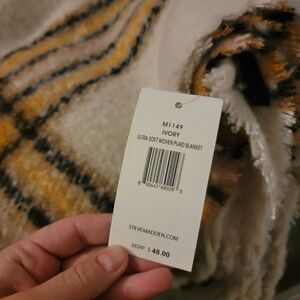 M1149
IVORY
ULTRA SOFT WOVEN PLAID BLANKET
STEVEMADDEN.COM
MSRP $ 48.00